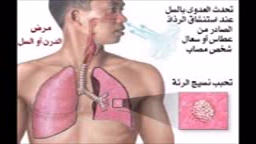 تحدث العدوى بالسل
عند استنشاق الرذاذ
الصادر من
عطاس أو سعال
شخص مصاب
مرض
الدرن أو السل
تحبب نسيج الرئة